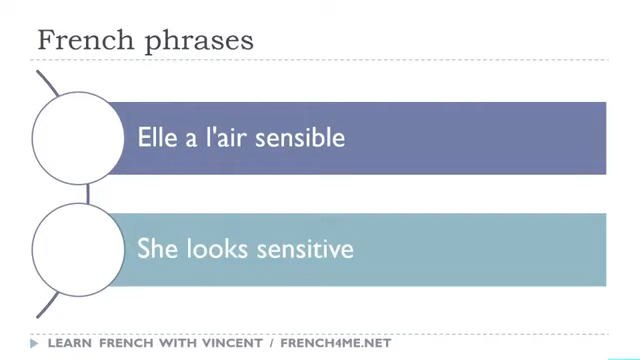 French phrases
Elle a l'air sensible
She looks sensitive
LEARN FRENCH WITH VINCENT / FRENCH4ME.NET